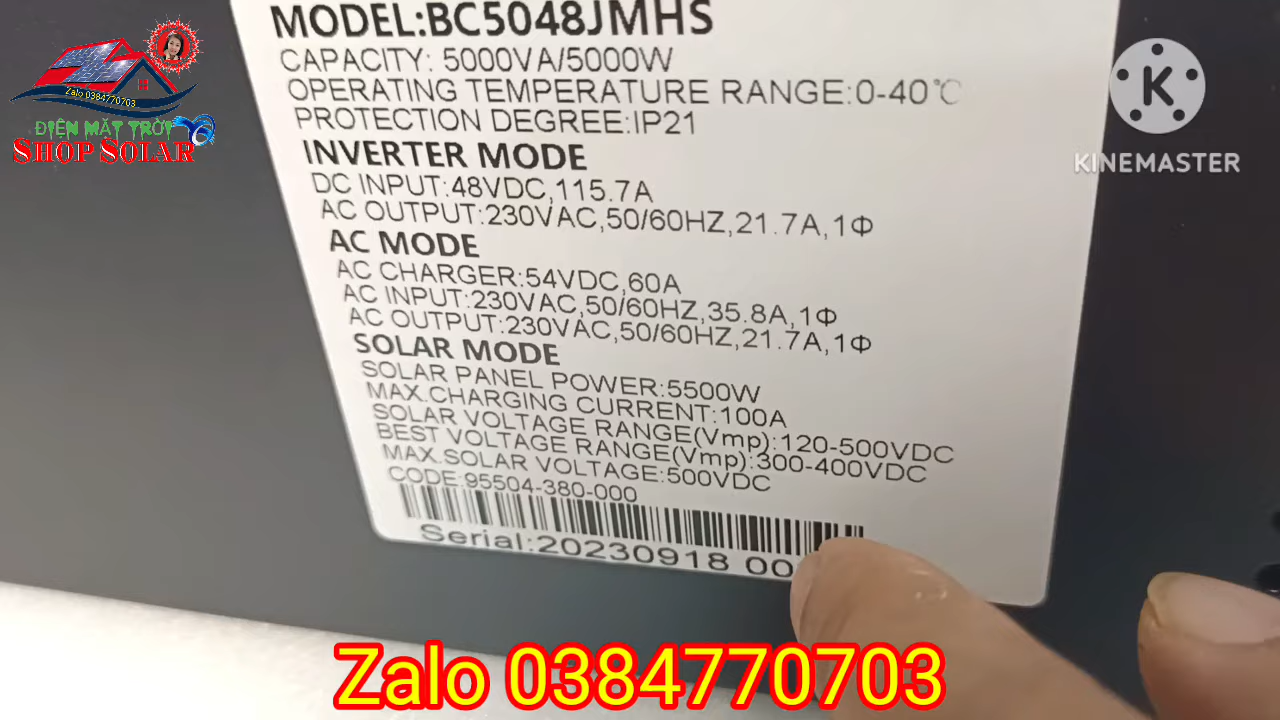 MODEL:BC5048JMHS
CAPACITY: 5000VA/5000W
OPERATING TEMPERATURE RANGE:0-40℃
PROTECTION DEGREE:IP21
INVERTER MODE
DC INPUT:48VDC,115.7A
AC OUTPUT:230VAC,50/60HZ,21.7A,1Φ
AC MODE
AC CHARGER:54VDC,60A
AC INPUT:230VAC,50/60HZ,35.8A,1Φ
AC OUTPUT:230VAC,50/60HZ,21.7A,1Φ
SOLAR MODE
SOLAR PANEL POWER:5500W
MAX.CHARGING CURRENT:100A
SOLAR VOLTAGE RANGE(Vmp):120-500VDC
BEST VOLTAGE RANGE(Vmp):300-400VDC
MAX.SOLAR VOLTAGE:500VDC
CODE:95504-380-000
Serial:20230918 00
Zalo 0384770703
ĐIỆN MẶT TRỜI
SHOP SOLAR
K
KINEMASTER
Zalo 0384770703